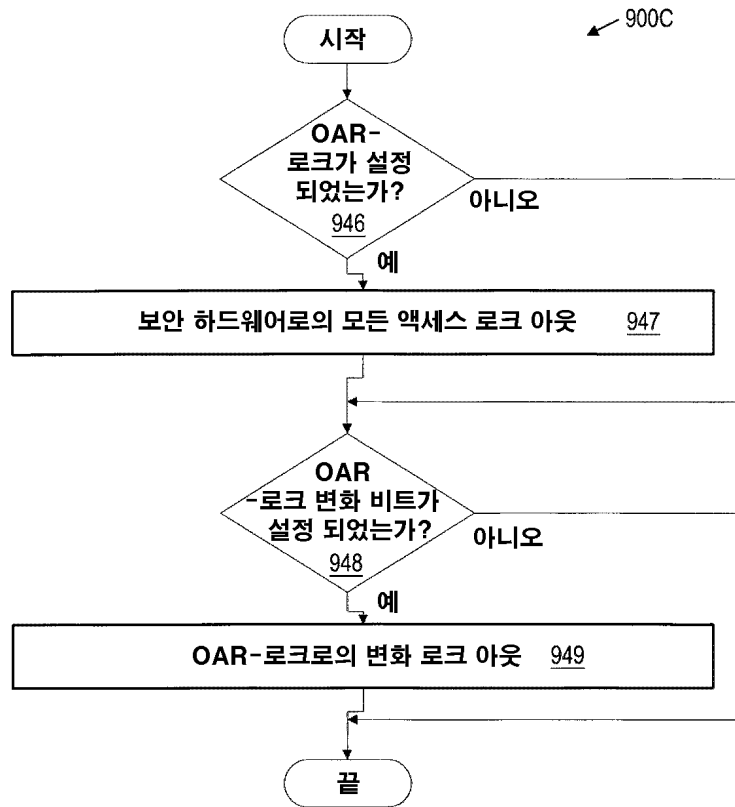 900C
시작
OAR-
로크가 설정
되었는가?
946
아니오
예
보안 하드웨어로의 모든 액세스 로크 아웃 947
OAR
-로크 변화 비트가
설정 되었는가?
948
아니오
예
OAR-로크로의 변화 로크 아웃 949
끝